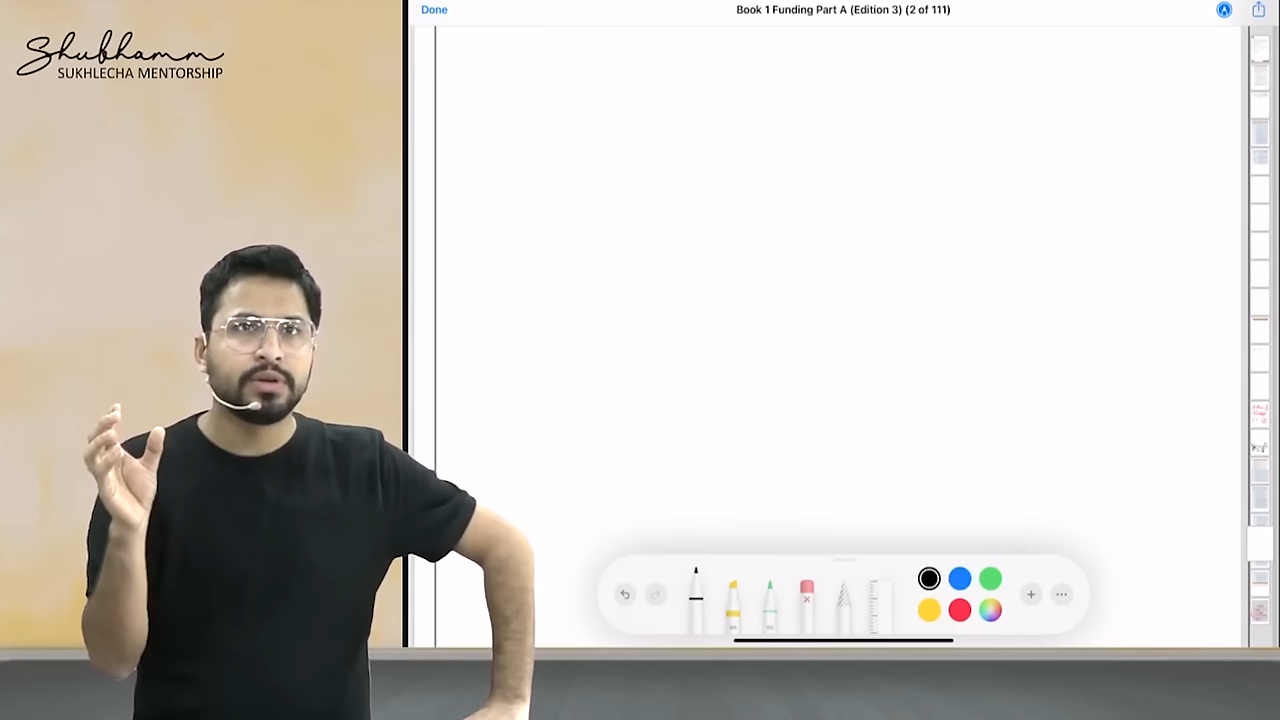 Shubhamm
SUKHLECHA MENTORSHIP
Done
Book 1 Funding Part A (Edition 3) (2 of 111)